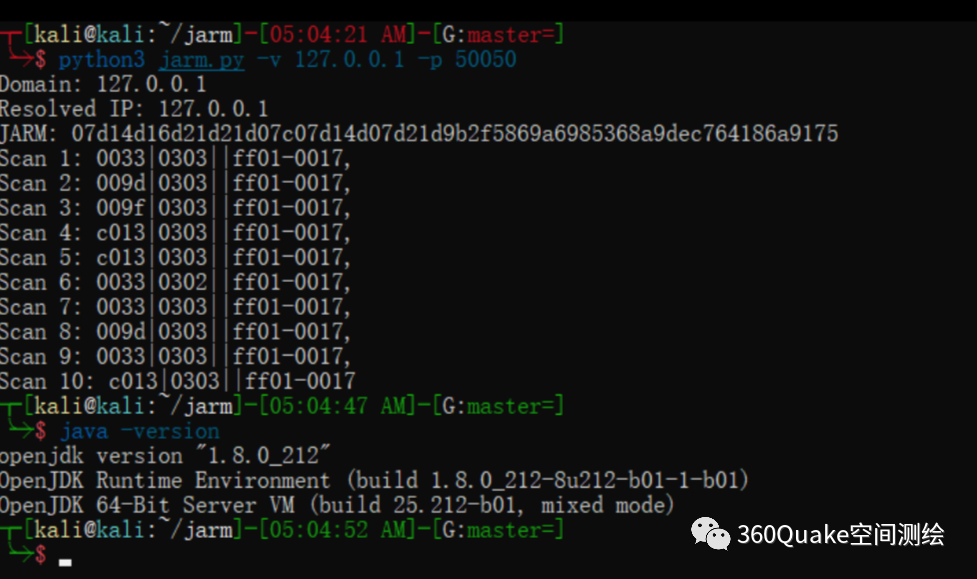 ┬─[kali@kali:~/jarm]─[05:04:21 AM]─[G:master=]
╰─>$ python3 jarm.py -v 127.0.0.1 -p 50050
Domain: 127.0.0.1
Resolved IP: 127.0.0.1
JARM: 07d14d16d21d21d07c07d14d07d21d9b2f5869a6985368a9dec764186a9175
Scan 1: 0033|0303||ff01-0017,
Scan 2: 009d|0303||ff01-0017,
Scan 3: 009f|0303||ff01-0017,
Scan 4: c013|0303||ff01-0017,
Scan 5: c013|0303||ff01-0017,
Scan 6: 0033|0302||ff01-0017,
Scan 7: 0033|0303||ff01-0017,
Scan 8: 009d|0303||ff01-0017,
Scan 9: 0033|0303||ff01-0017,
Scan 10: c013|0303||ff01-0017
┬─[kali@kali:~/jarm]─[05:04:47 AM]─[G:master=]
╰─>$ java -version
openjdk version "1.8.0_212"
OpenJDK Runtime Environment (build 1.8.0_212-8u212-b01-1-b01)
OpenJDK 64-Bit Server VM (build 25.212-b01, mixed mode)
┬─[kali@kali:~/jarm]─[05:04:52 AM]─[G:master=]
╰─>$
360Quake空间测绘